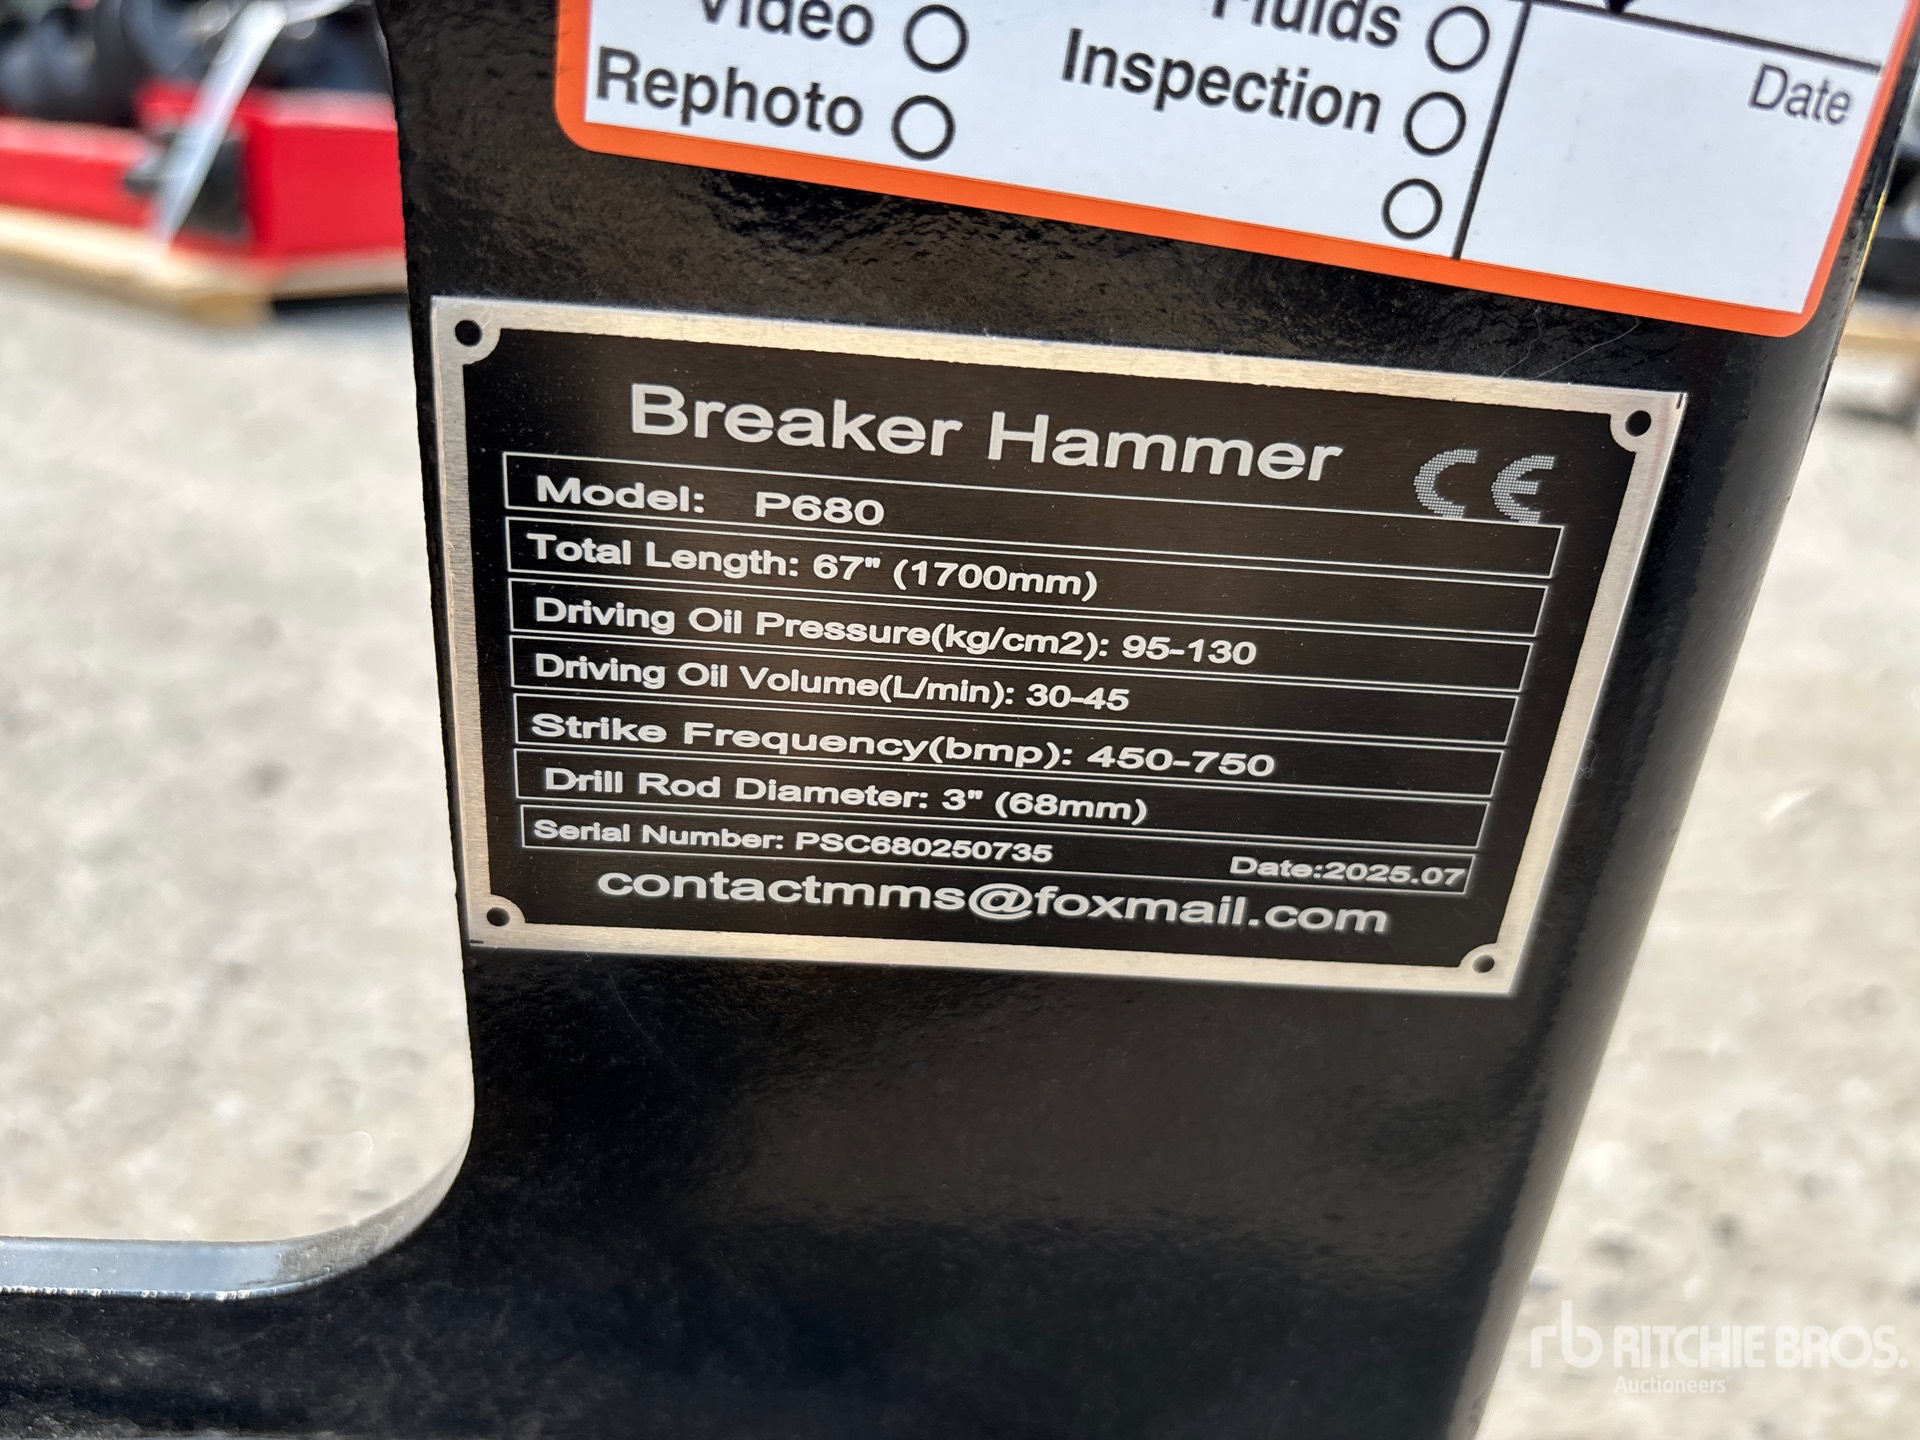 Video
Fluids
Rephoto
Inspection
Date
Breaker Hammer
CE
Model: P680
Total Length: 67" (1700mm)
Driving Oil Pressure(kg/cm2): 95-130
Driving Oil Volume(L/min): 30-45
Strike Frequency(bmp): 450-750
Drill Rod Diameter: 3" (68mm)
Serial Number: PSC680250735 Date:2025.07
contactmms@foxmail.com
rb RITCHIE BROS.
Auctioneers